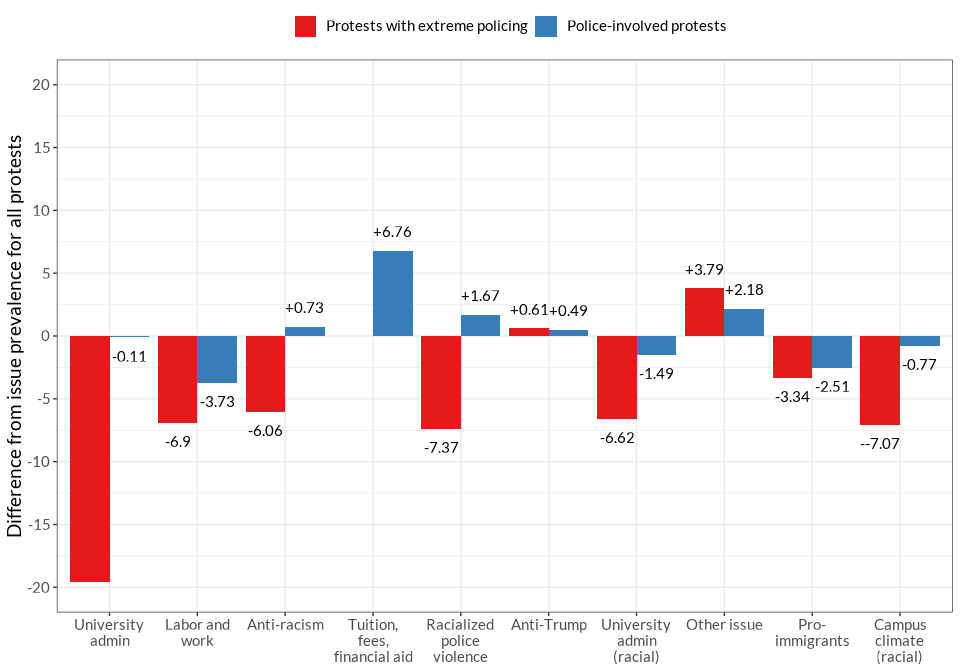 Protests with extreme policing Police-involved protests
Difference from issue prevalence for all protests
20
15
10
5
0
-5
-10
-15
-20
-0.11
-6.9
-3.73
-6.06
+0.73
+6.76
-7.37
+1.67
+0.61
+0.49
-6.62
-1.49
+3.79
+2.18
-3.34
-2.51
--7.07
-0.77
University
admin
Labor and
work
Anti-racism
Tuition,
fees,
financial aid
Racialized
police
violence
Anti-Trump
University
admin
(racial)
Other issue
Pro-
immigrants
Campus
climate
(racial)